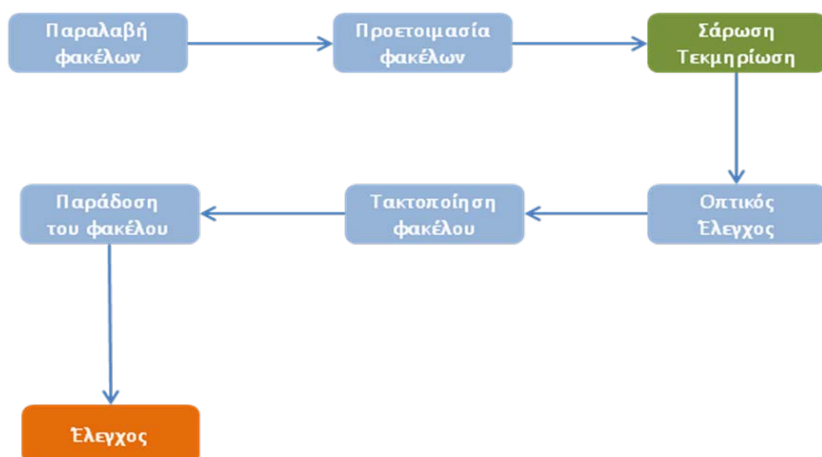 Παραλαβή
φακέλων
Προετοιμασία
φακέλων
Σάρωση
Τεκμηρίωση
Οπτικός
Έλεγχος
Τακτοποίηση
φακέλου
Παράδοση
του φακέλου
Έλεγχος